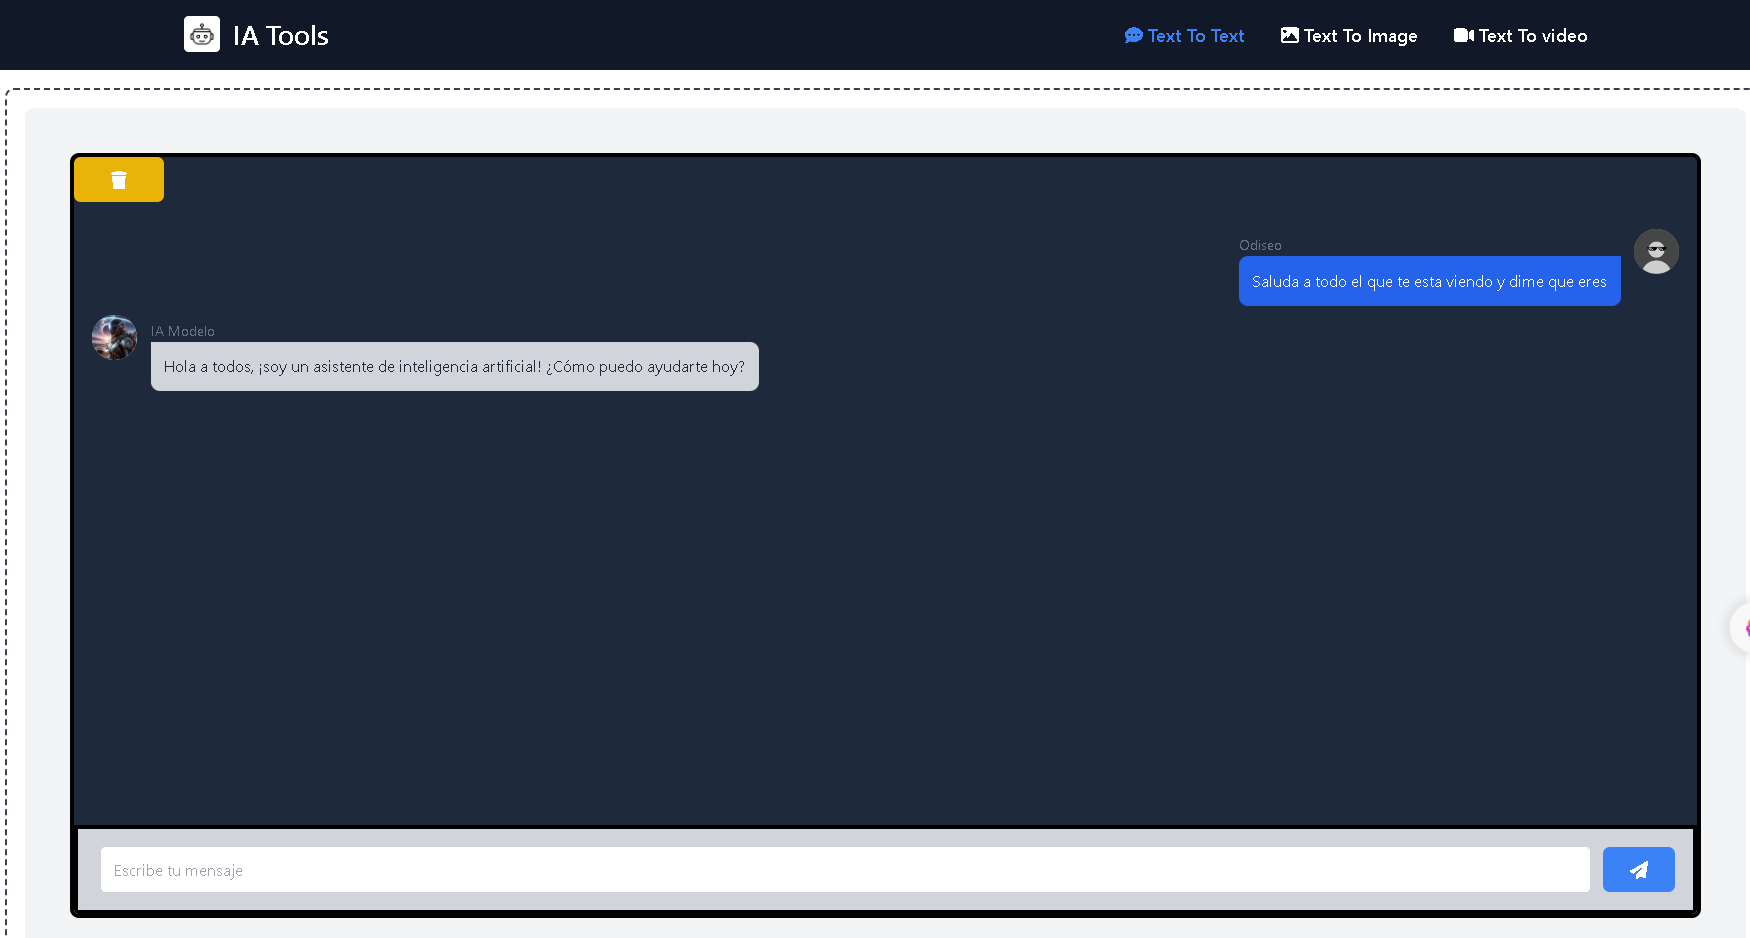 IA Tools
Text To Text
Text To Image
Text To video
Odiseo
Saluda a todo el que te esta viendo y dime que eres
IA Modelo
Hola a todos, ¡soy un asistente de inteligencia artificial! ¿Cómo puedo ayudarte hoy?
Escribe tu mensaje